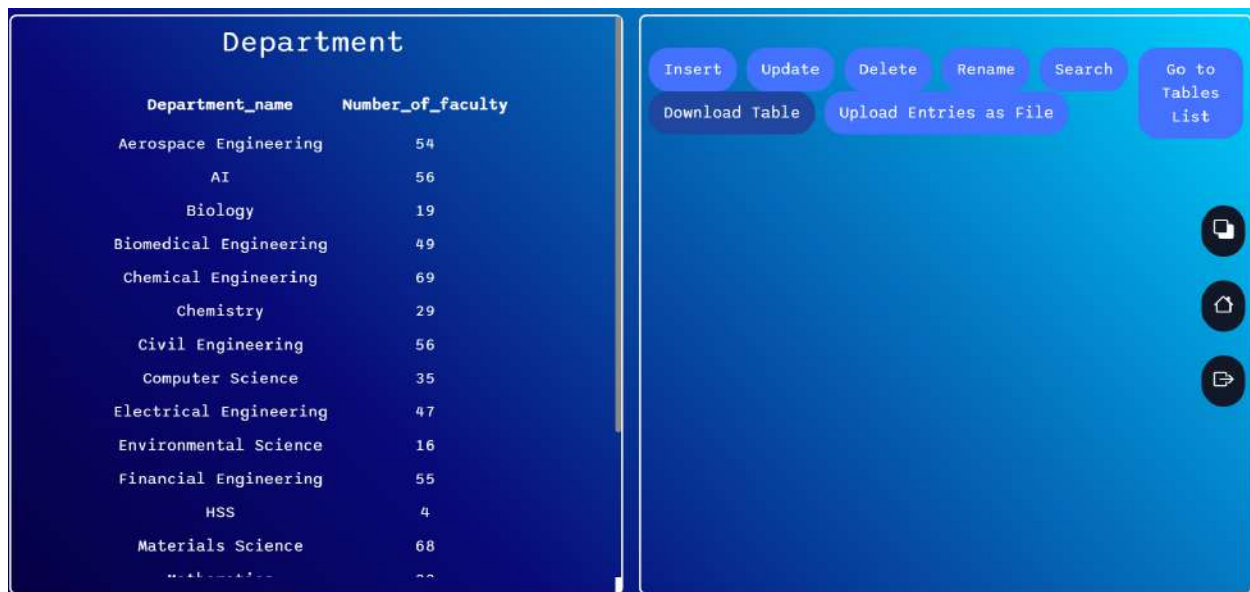 Department
Department_name Number_of_faculty
Aerospace Engineering 54
AI 56
Biology 19
Biomedical Engineering 49
Chemical Engineering 69
Chemistry 29
Civil Engineering 56
Computer Science 35
Electrical Engineering 47
Environmental Science 16
Financial Engineering 55
HSS 4
Materials Science 68
Insert Update Delete Rename Search
Download Table Upload Entries as File
Go to
Tables
List